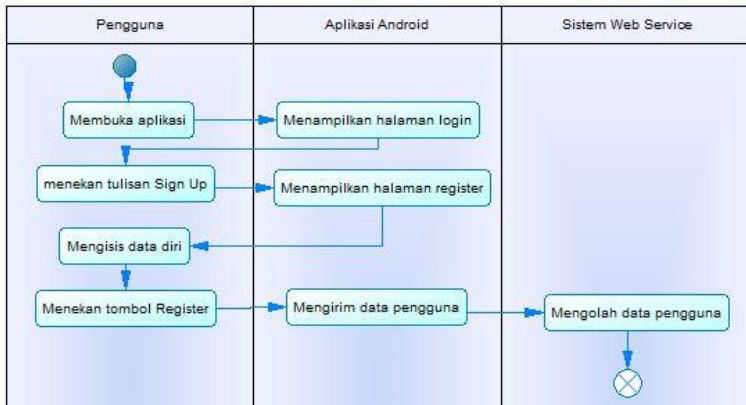 Pengguna
Aplikasi Android
Sistem Web Service
Membuka aplikasi
Menampilkan halaman login
menekan tulisan Sign Up
Menampilkan halaman register
Mengisis data diri
Menekan tombol Register
Mengirim data pengguna
Mengolah data pengguna